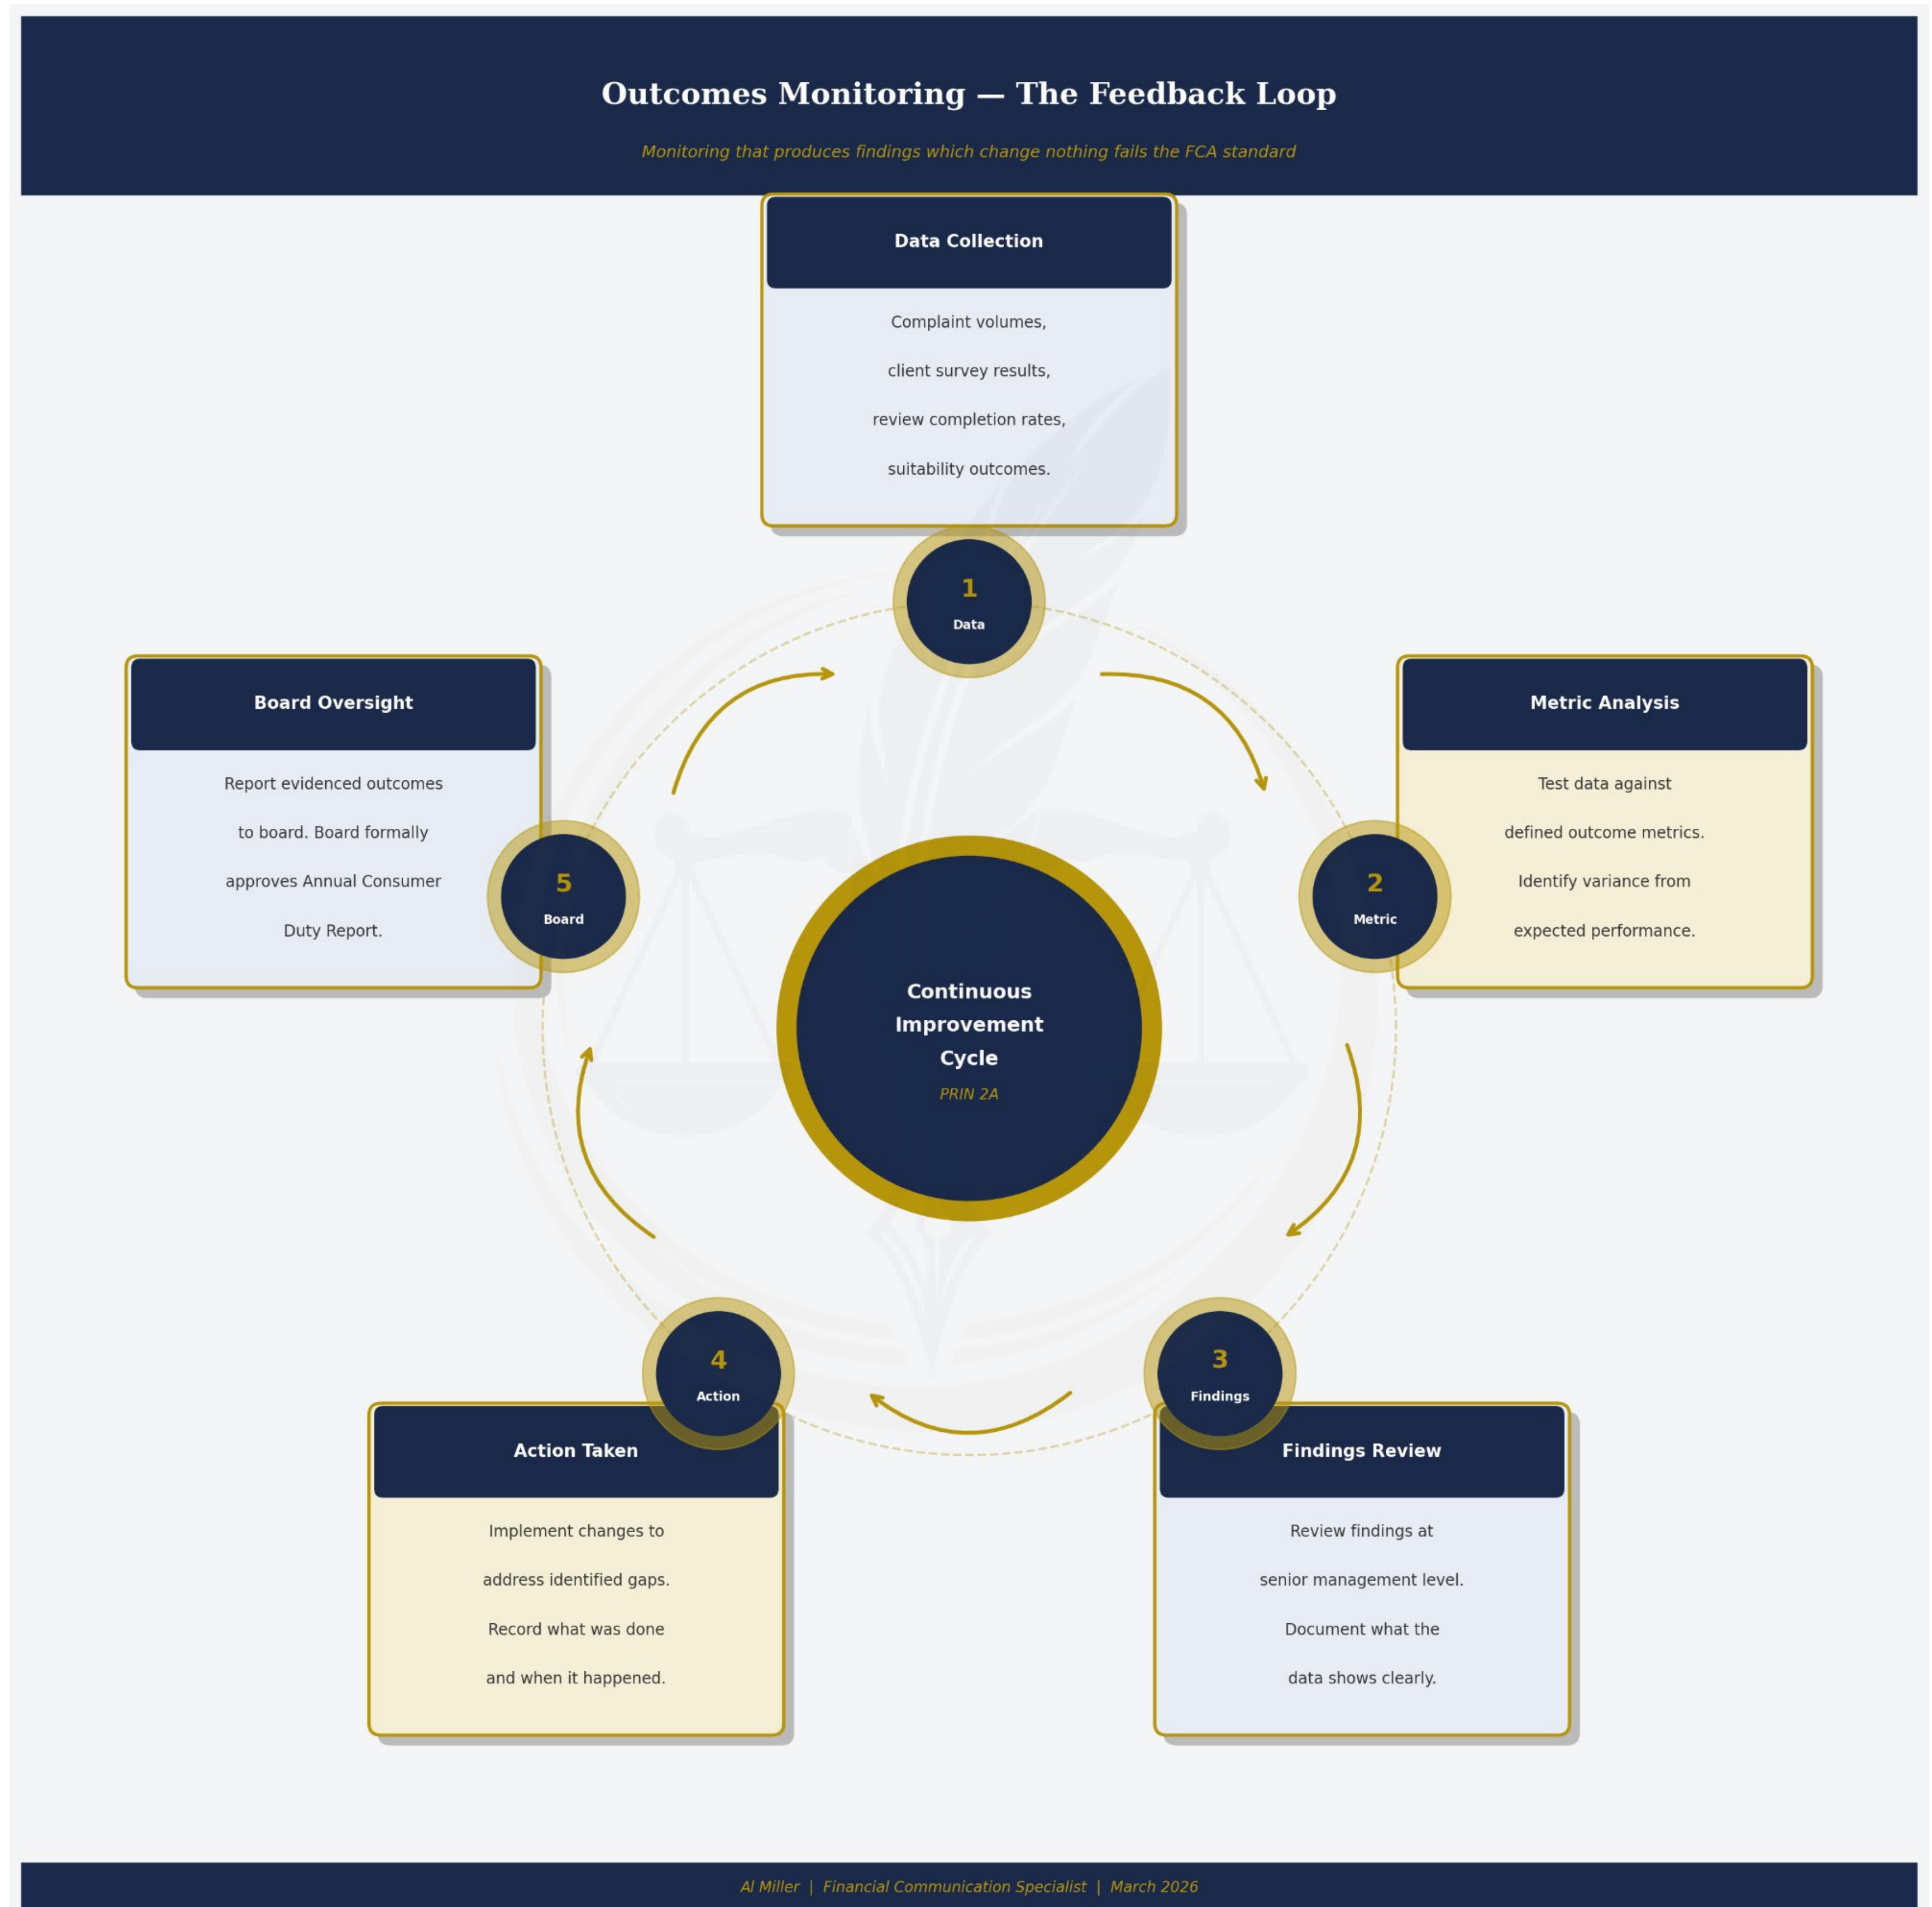 Outcomes Monitoring — The Feedback Loop
Monitoring that produces findings which change nothing fails the FCA standard
Data Collection
Complaint volumes,
client survey results,
review completion rates,
suitability outcomes.
1
Data
Metric Analysis
Test data against
defined outcome metrics.
Identify variance from
expected performance.
2
Metric
3
Findings
Findings Review
Review findings at
senior management level.
Document what the
data shows clearly.
4
Action
Action Taken
Implement changes to
address identified gaps.
Record what was done
and when it happened.
Board Oversight
Report evidenced outcomes
to board. Board formally
approves Annual Consumer
Duty Report.
5
Board
Continuous
Improvement
Cycle
PRIN 2A
Al Miller | Financial Communication Specialist | March 2026